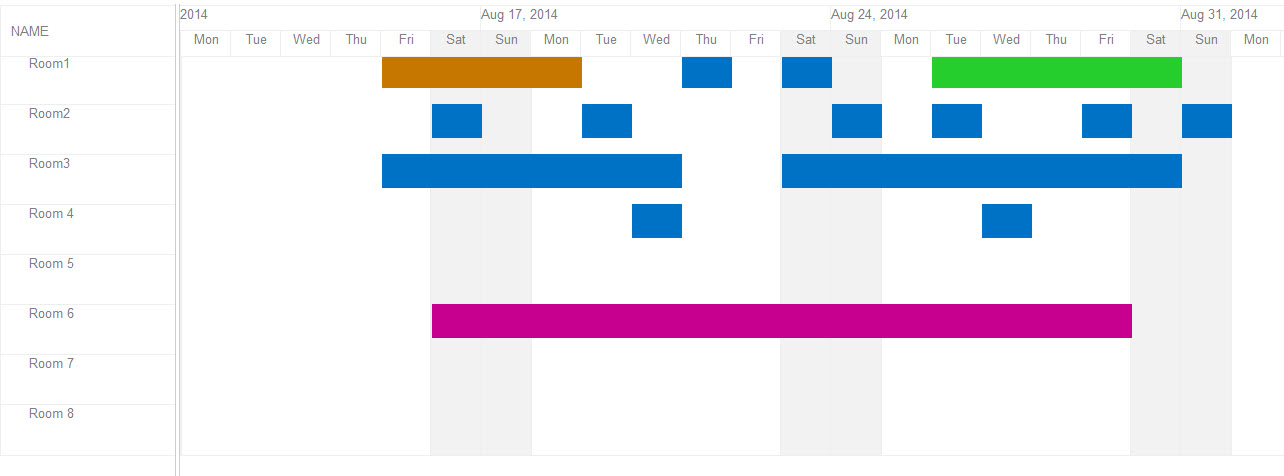 2014 Aug 17, 2014 Aug 24, 2014 Aug 31, 2014
NAME
Mon Tue Wed Thu Fri Sat Sun Mon Tue Wed Thu Fri Sat Sun Mon Tue Wed Thu Fri Sat Sun Mon
Room1
Room2
Room3
Room 4
Room 5
Room 6
Room 7
Room 8